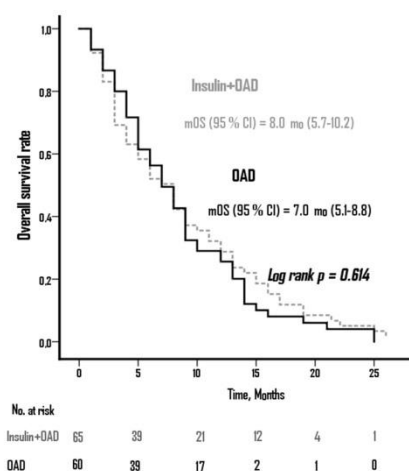 1.0
Insulin+OAD
0.8
mOS (95 % CI) = 8.0 mo (5.7-10.2)
0.6
OAD
mOS (95 % CI) = 7.0 mo (5.1-8.8)
0.4
Log rank p = 0.614
0.2
0.0
Overall survival rate
0 5 10 15 20 25
Time, Months
No. at risk
Insulin+OAD 65 39 21 12 4 1
OAD 60 39 17 2 1 0